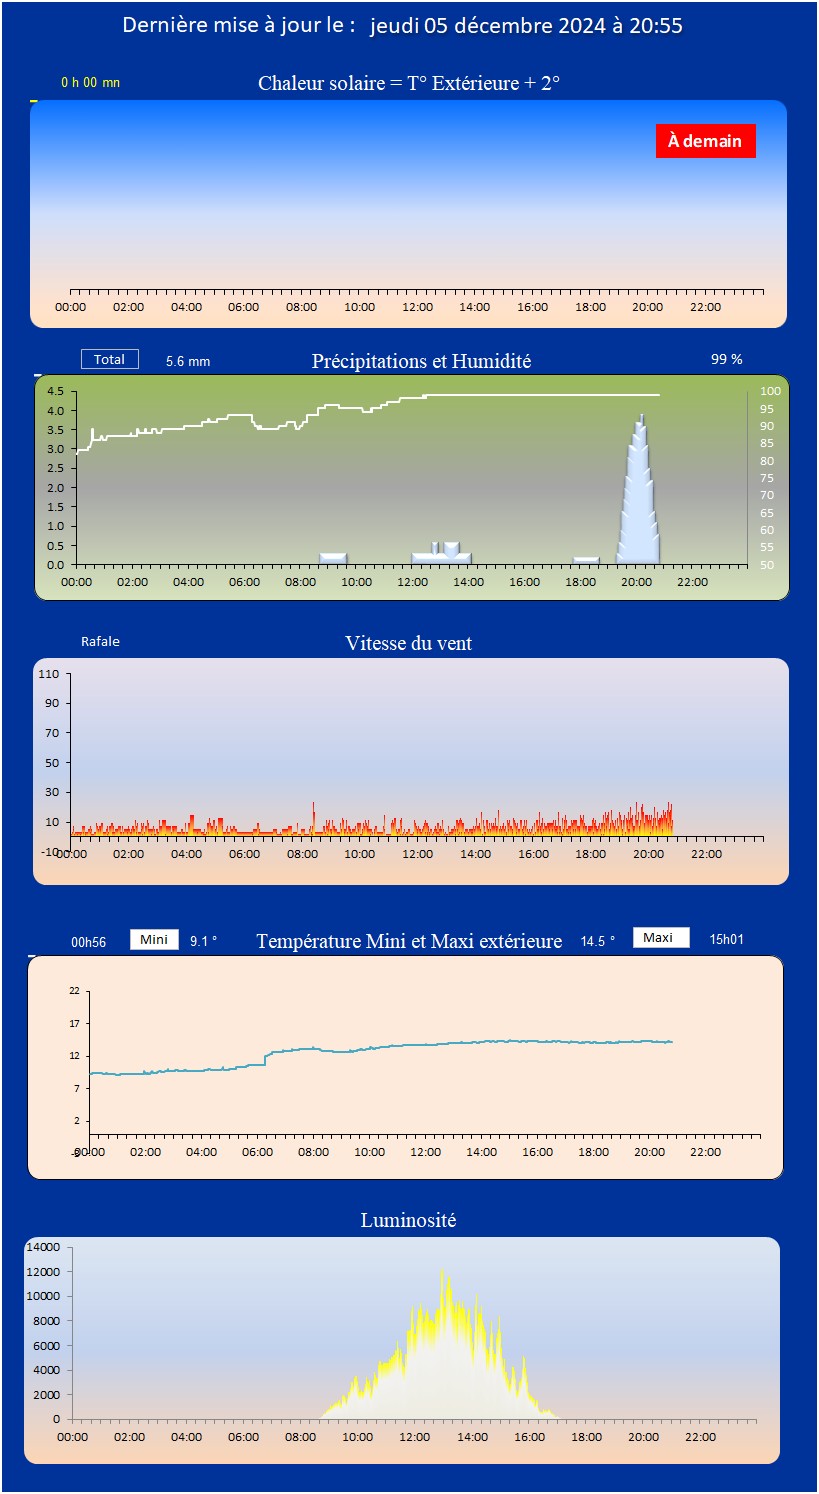 Dernière mise à jour le : jeudi 05 décembre 2024 à 20:55
0 h 00 mn Chaleur solaire = T° Extérieure + 2°
À demain
00:00 02:00 04:00 06:00 08:00 10:00 12:00 14:00 16:00 18:00 20:00 22:00
Total 5.6 mm Précipitations et Humidité 99 %
4.5 100
4.0 95
3.5 90
85
3.0 80
2.5 75
2.0 70
1.5 65
1.0 60
0.5 55
0.0 50
00:00 02:00 04:00 06:00 08:00 10:00 12:00 14:00 16:00 18:00 20:00 22:00
Rafale Vitesse du vent
110
90
70
50
30
10
-10 00:00 02:00 04:00 06:00 08:00 10:00 12:00 14:00 16:00 18:00 20:00 22:00
00h56 Mini 9.1 ° Température Mini et Maxi extérieure 14.5 ° Maxi 15h01
22
17
12
7
2
00:00 02:00 04:00 06:00 08:00 10:00 12:00 14:00 16:00 18:00 20:00 22:00
Luminosité
14000
12000
10000
8000
6000
4000
2000
0
00:00 02:00 04:00 06:00 08:00 10:00 12:00 14:00 16:00 18:00 20:00 22:00